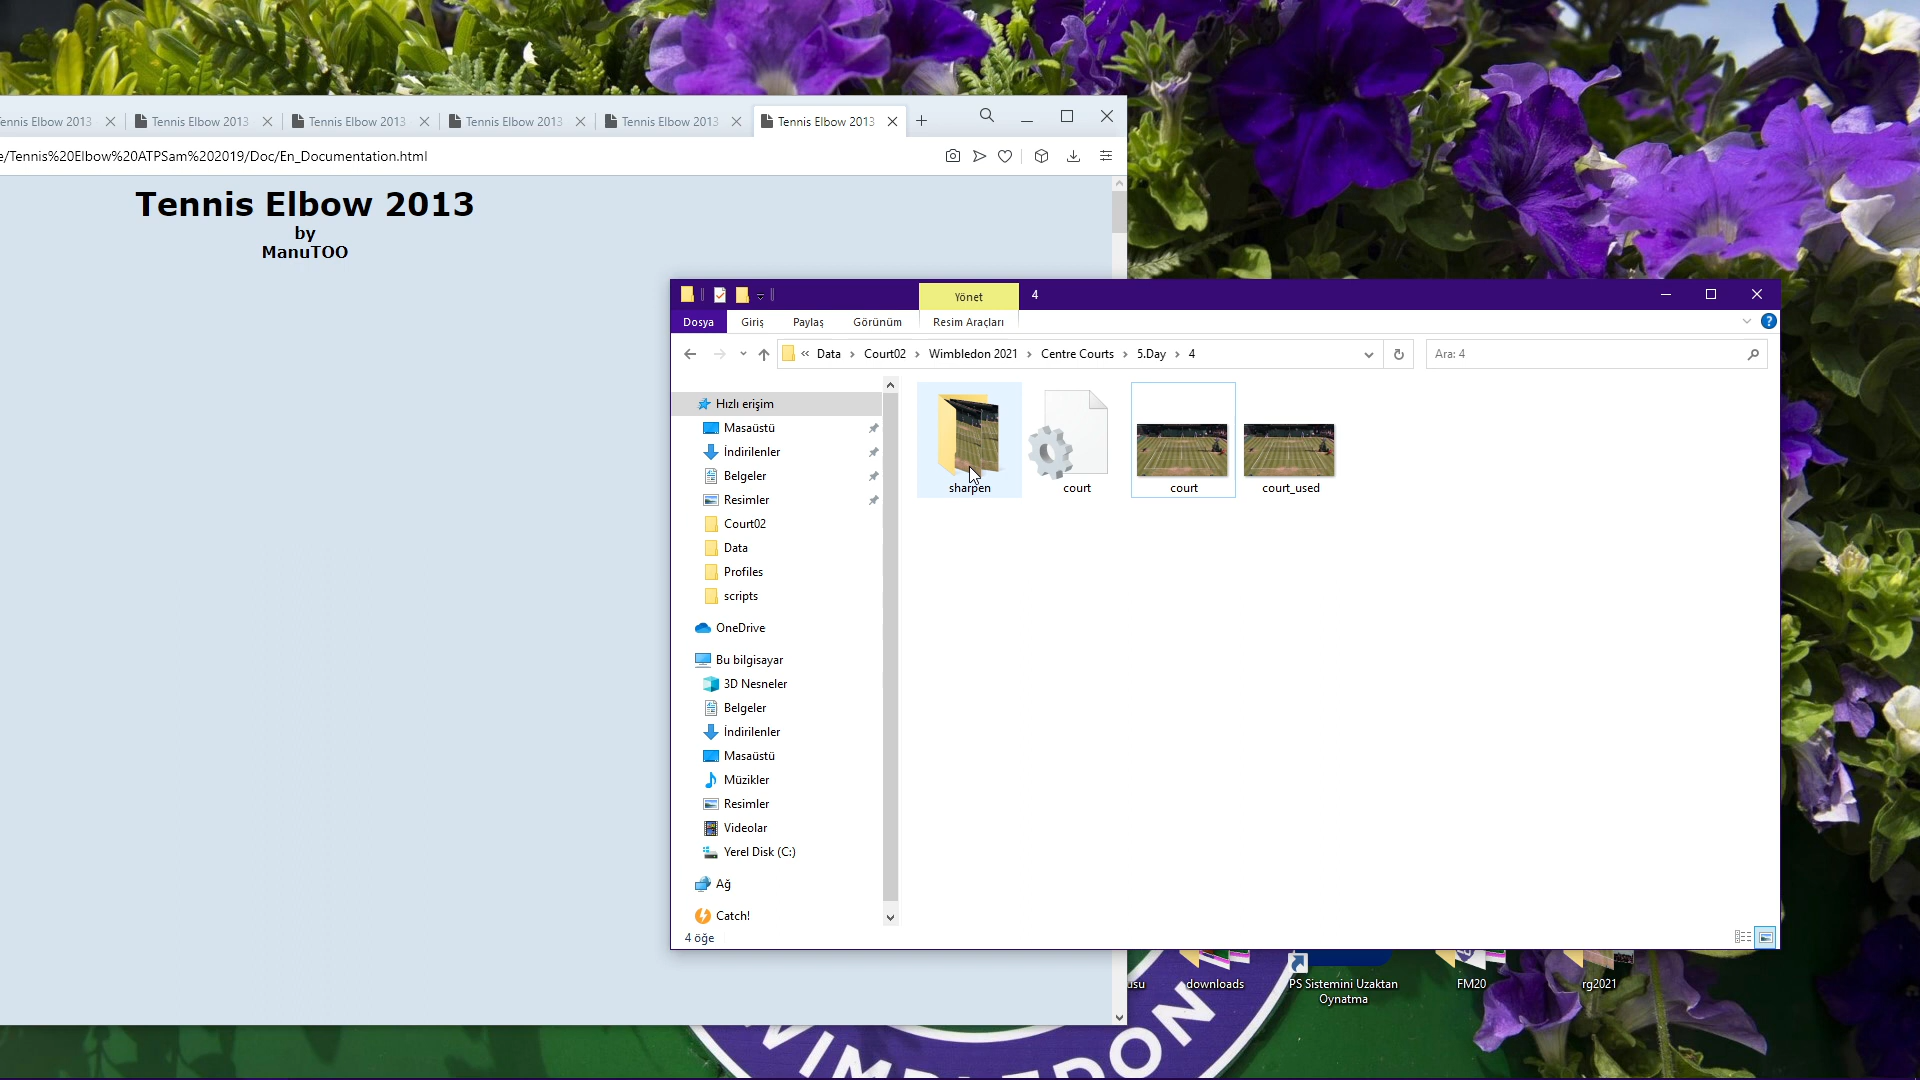 ennis Elbow 2013
Tennis Elbow 2013
Tennis Elbow 2013
Tennis Elbow 2013
Tennis Elbow 2013
Tennis Elbow 2013
e/Tennis%20Elbow%20ATPSam%202019/Doc/En_Documentation.html
Tennis Elbow 2013
by
ManuTOO
Yönet
4
Dosya
Giriş
Paylaş
Görünüm
Resim Araçları
?
« Data › Court02 › Wimbledon 2021 › Centre Courts › 5.Day › 4
Ara: 4
Hızlı erişim
Masaüstü
İndirilenler
Belgeler
Resimler
Court02
Data
Profiles
scripts
OneDrive
Bu bilgisayar
3D Nesneler
Belgeler
İndirilenler
Masaüstü
Müzikler
Resimler
Videolar
Yerel Disk (C:)
Ağ
Catch!
4 öğe
sharpen
court
court
court_used
usu
downloads
PS Sistemini Uzaktan
Oynatma
FM20
rg2021
WIMBLEDON